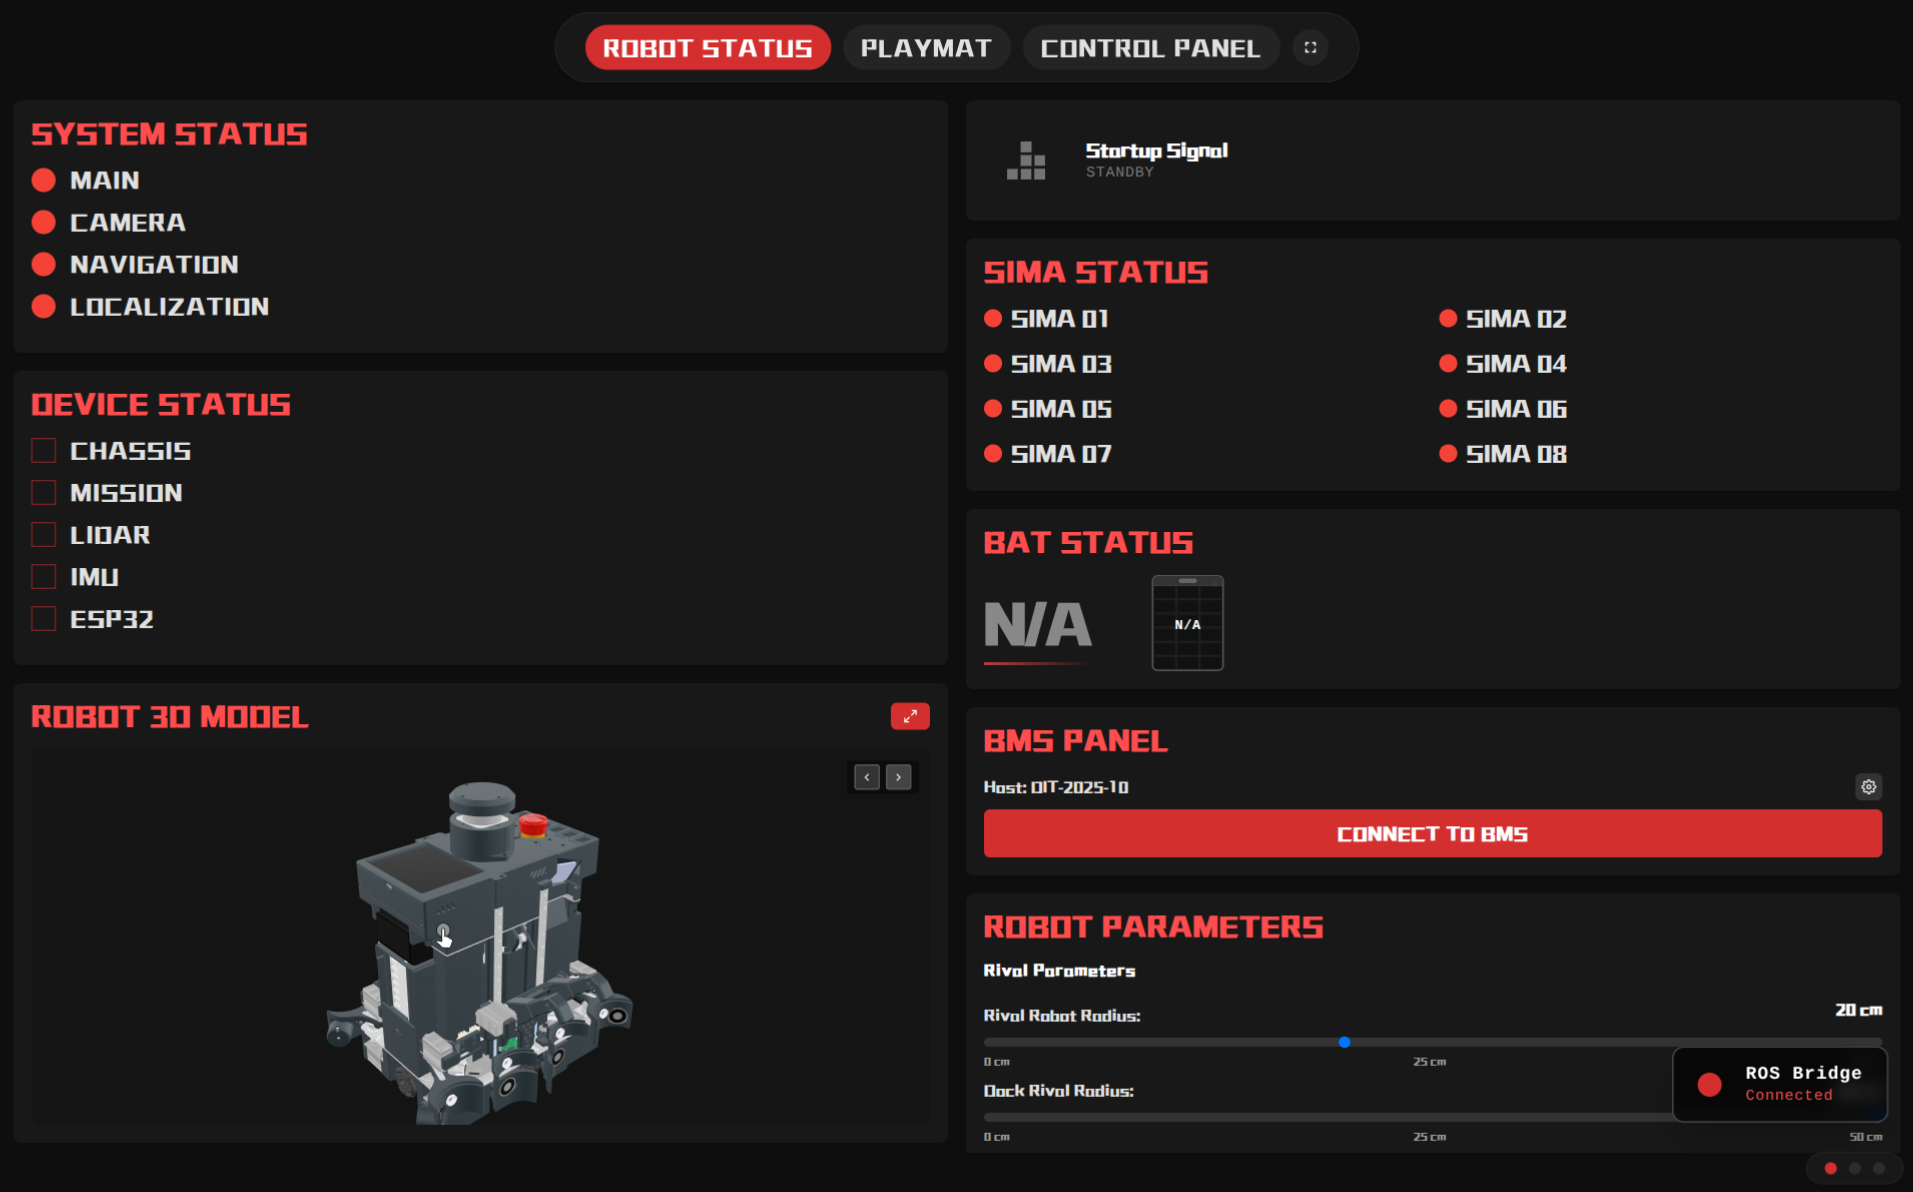 ROBOT STATUS
PLAYMAT
CONTROL PANEL
SYSTEM STATUS
MAIN
CAMERA
NAVIGATION
LOCALIZATION
DEVICE STATUS
CHASSIS
MISSION
LIDAR
IMU
ESP32
ROBOT 3D MODEL
Startup Signal
STANDBY
SIMA STATUS
SIMA 01
SIMA 02
SIMA 03
SIMA 04
SIMA 05
SIMA 06
SIMA 07
SIMA 08
BAT STATUS
N/A
N/A
BMS PANEL
Host: DIT-2025-10
CONNECT TO BMS
ROBOT PARAMETERS
Rival Parameters
Rival Robot Radius:
20 cm
0 cm
25 cm
Dock Rival Radius:
0 cm
25 cm
50 cm
ROS Bridge
Connected